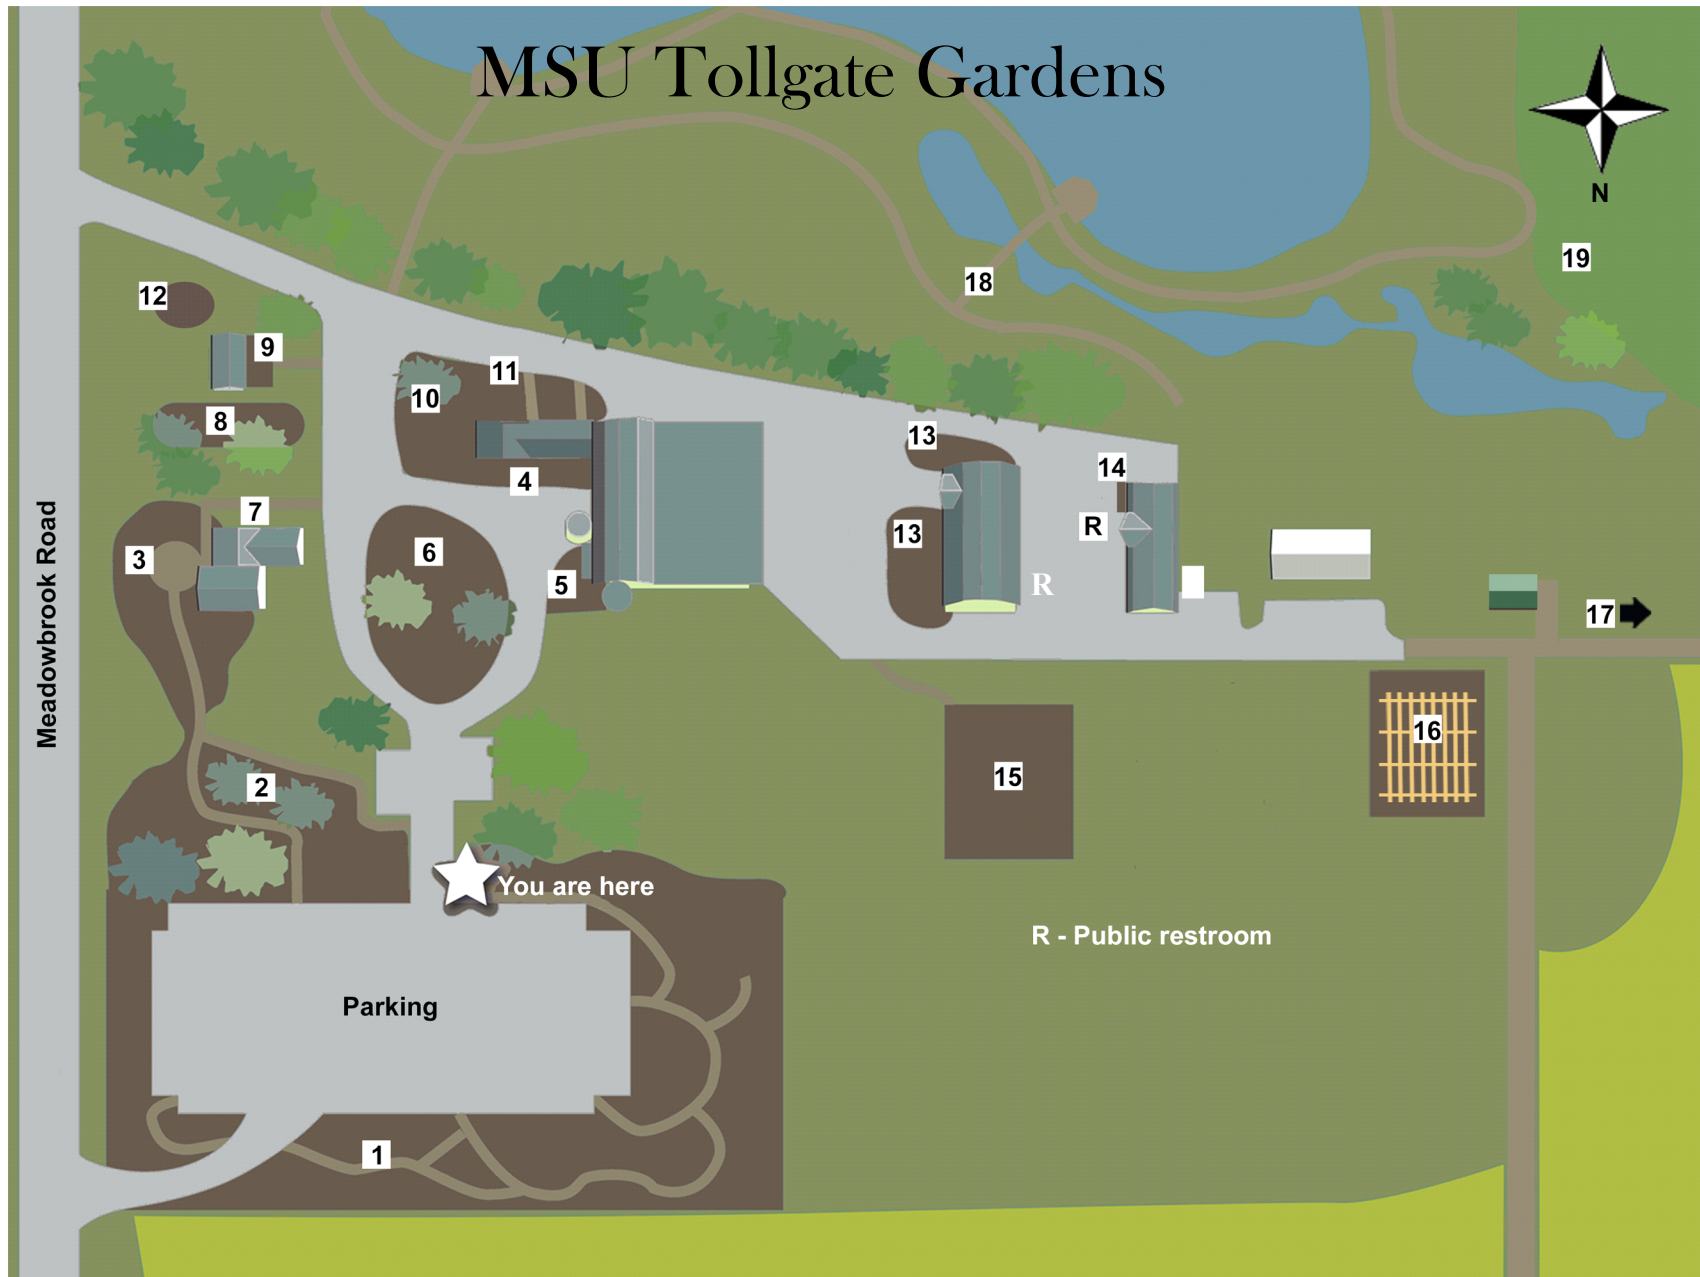 MSU Tollgate Gardens
N
19
18
12
9
11
10
8
13
14
4
7
R
13
6
3
5
R
17
Meadowbrook Road
16
15
2
You are here
R - Public restroom
Parking
1